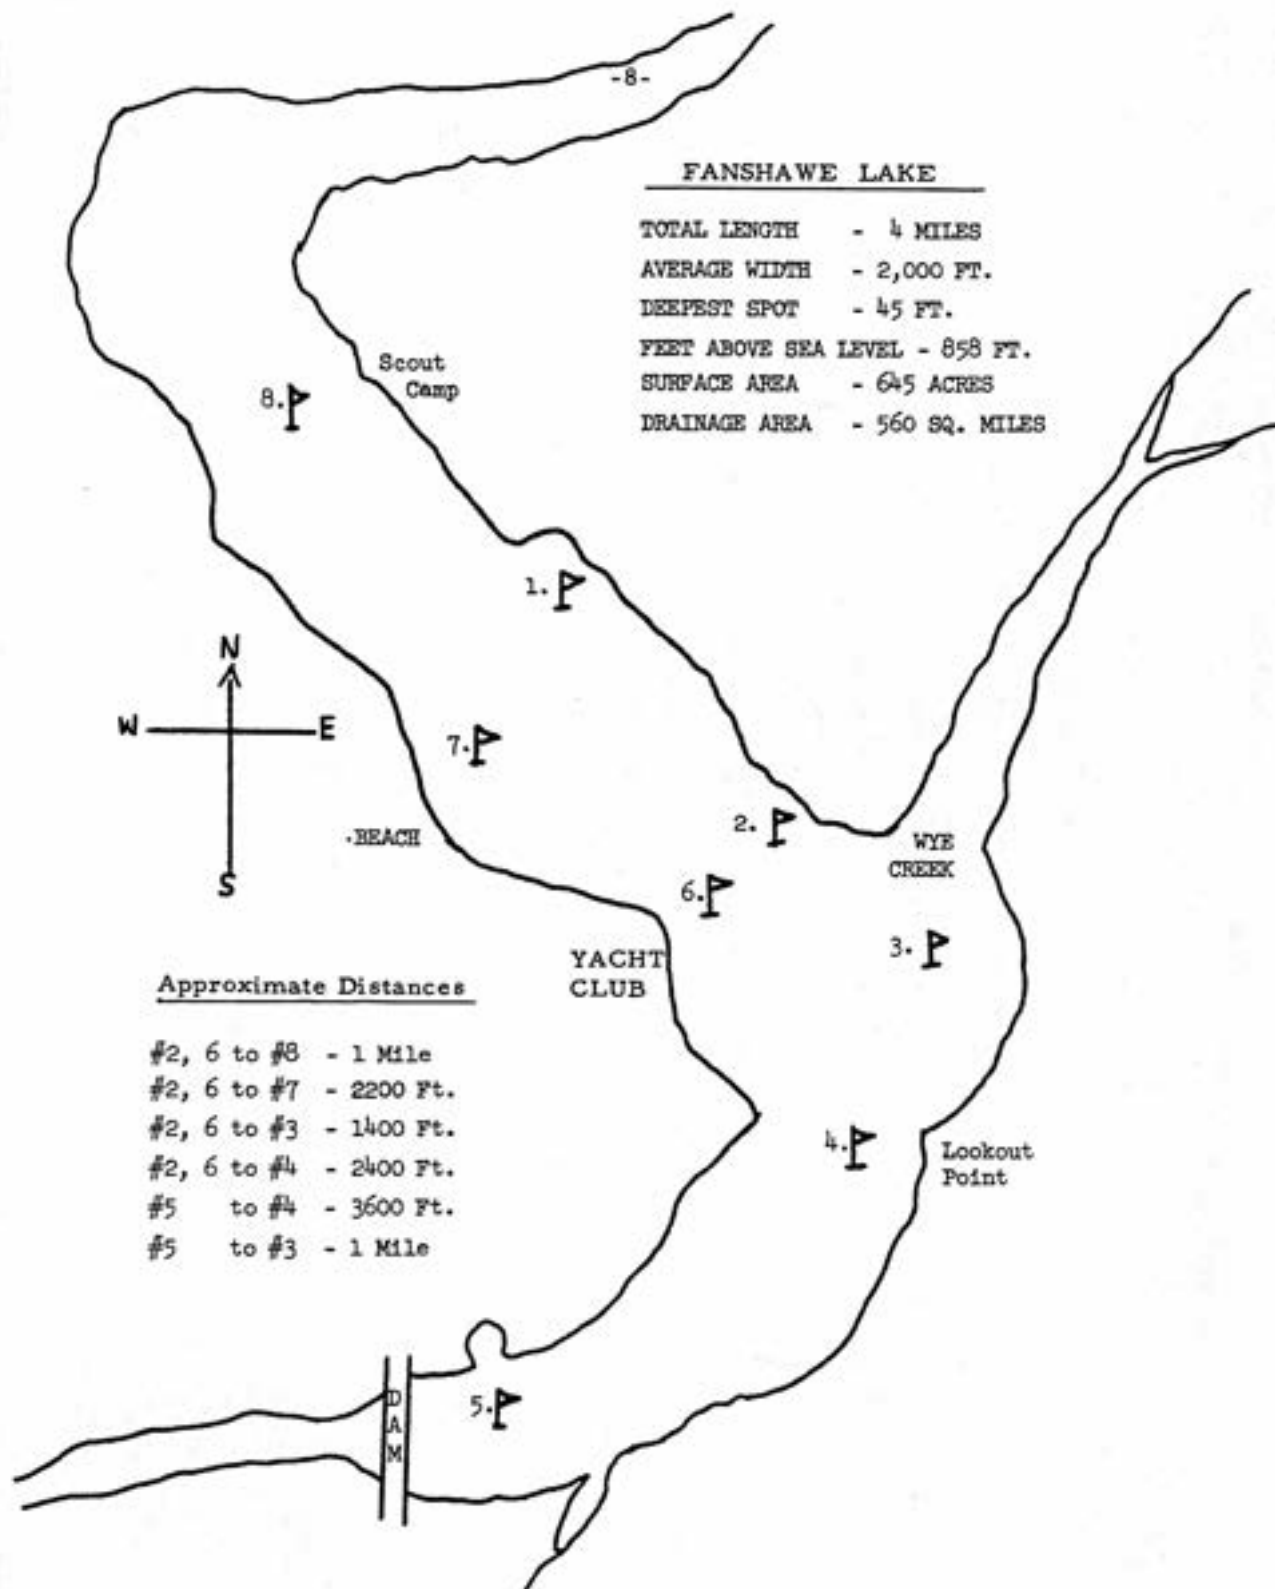 -8-
FANSHAWE LAKE
TOTAL LENGTH - 4 MILES
AVERAGE WIDTH - 2,000 FT.
DEEPEST SPOT - 45 FT.
FEET ABOVE SEA LEVEL - 858 FT.
SURFACE AREA - 645 ACRES
DRAINAGE AREA - 560 SQ. MILES
Scout
Camp
8.
1.
N
W E
S
7.
BEACH
2.
WYE
CREEK
6.
3.
YACHT
CLUB
Approximate Distances
#2, 6 to #8 - 1 Mile
#2, 6 to #7 - 2200 Ft.
#2, 6 to #3 - 1400 Ft.
#2, 6 to #4 - 2400 Ft.
#5 to #4 - 3600 Ft.
#5 to #3 - 1 Mile
4.
Lookout
Point
5.
DAM